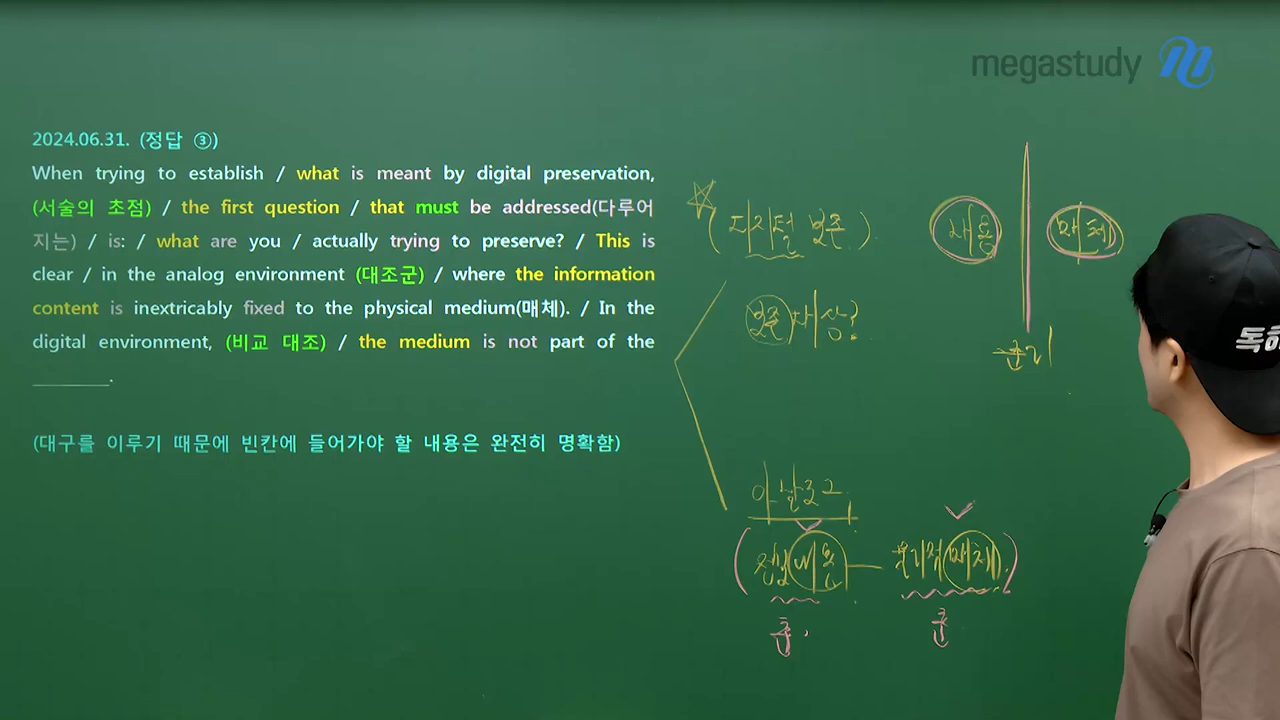 megastudy
2024.06.31. (정답 ③)
When trying to establish / what is meant by digital preservation,
(서술의 초점) / the first question / that must be addressed(다루어
지는) / is: / what are you / actually trying to preserve? / This is
clear / in the analog environment (대조군) / where the information
content is inextricably fixed to the physical medium(매체). / In the
digital environment, (비교 대조) / the medium is not part of the
________.
(대구를 이루기 때문에 빈칸에 들어가야 할 내용은 완전히 명확함)
(디지털 보존)
내용
매체
보존대상?
분리
아날로그
정보내용 물리적매체